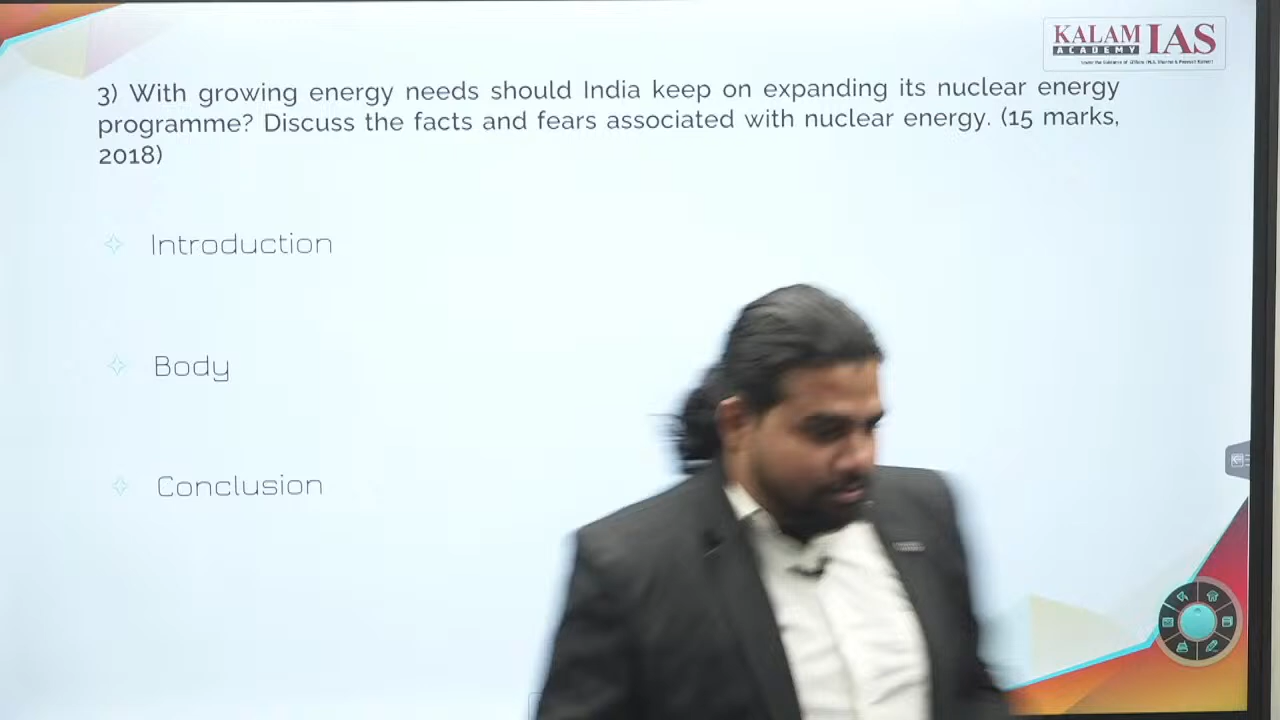 KALAM IAS
ACADEMY
3) With growing energy needs should India keep on expanding its nuclear energy
programme? Discuss the facts and fears associated with nuclear energy. (15 marks,
2018)
Introduction
Body
Conclusion